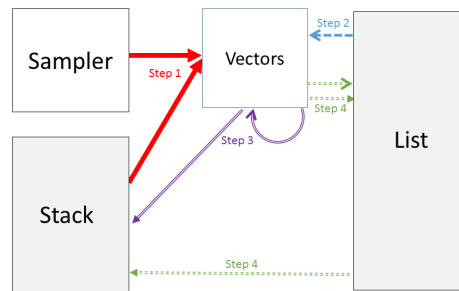 Sampler
Step 1
Vectors
Step 2
Step 4
Step 3
List
Stack
Step 4